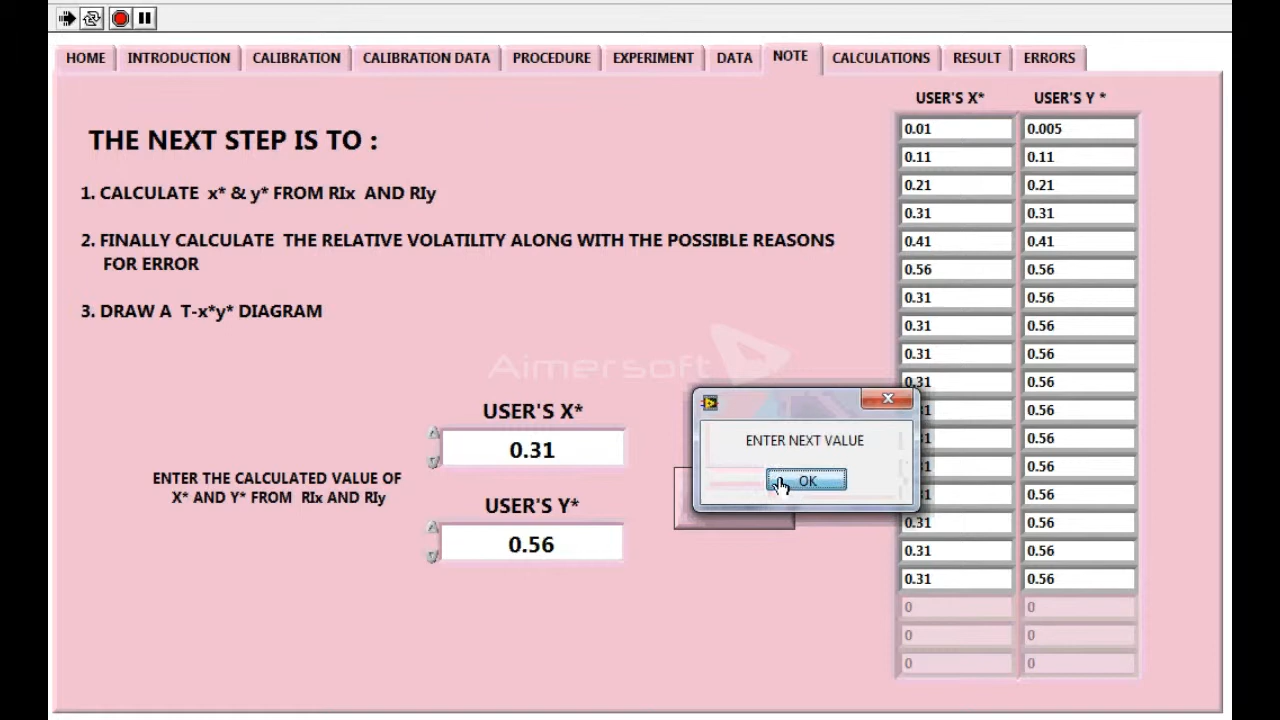 HOME INTRODUCTION CALIBRATION CALIBRATION DATA PROCEDURE EXPERIMENT DATA NOTE CALCULATIONS RESULT ERRORS
THE NEXT STEP IS TO :
1. CALCULATE x* & y* FROM RIx AND RIy
2. FINALLY CALCULATE THE RELATIVE VOLATILITY ALONG WITH THE POSSIBLE REASONS
FOR ERROR
3. DRAW A T-x*y* DIAGRAM
Aimersoft
USER'S X*
0.31
ENTER THE CALCULATED VALUE OF
X* AND Y* FROM RIx AND RIy
USER'S Y*
0.56
ENTER NEXT VALUE
OK
USER'S X* USER'S Y *
0.01 0.005
0.11 0.11
0.21 0.21
0.31 0.31
0.41 0.41
0.56 0.56
0.31 0.56
0.31 0.56
0.31 0.56
0.31 0.56
31 0.56
31 0.56
31 0.56
31 0.56
0.31 0.56
0.31 0.56
0.31 0.56
0 0
0 0
0 0